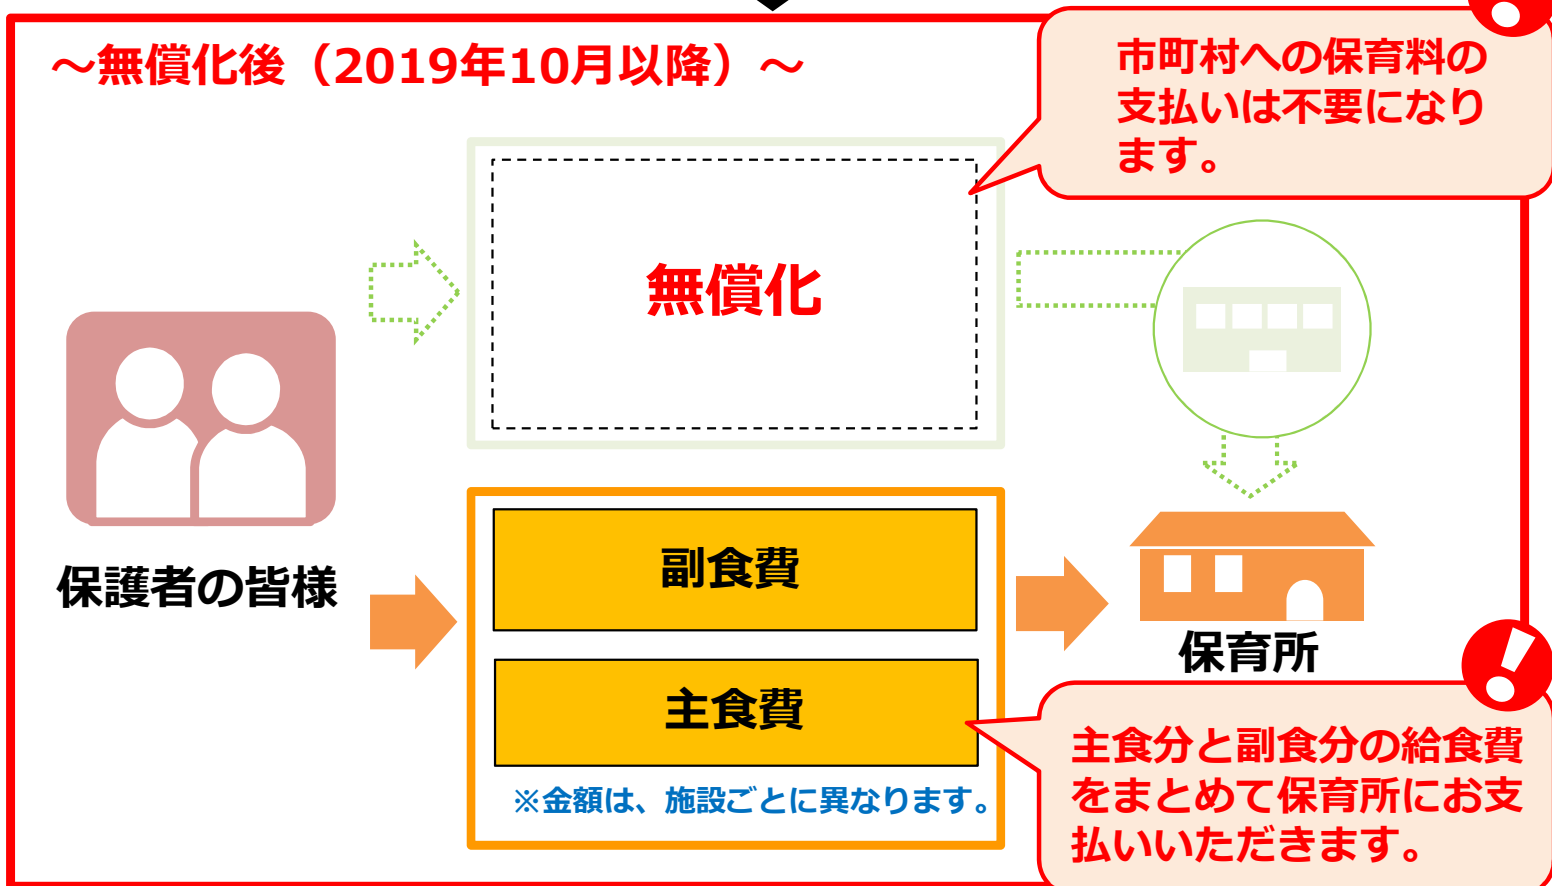 ～無償化後（2019年10月以降）～
市町村への保育料の
支払いは不要になり
ます。
無償化
保護者の皆様
副食費
主食費
※金額は、施設ごとに異なります。
保育所
主食分と副食分の給食費
をまとめて保育所にお支
払いいただきます。